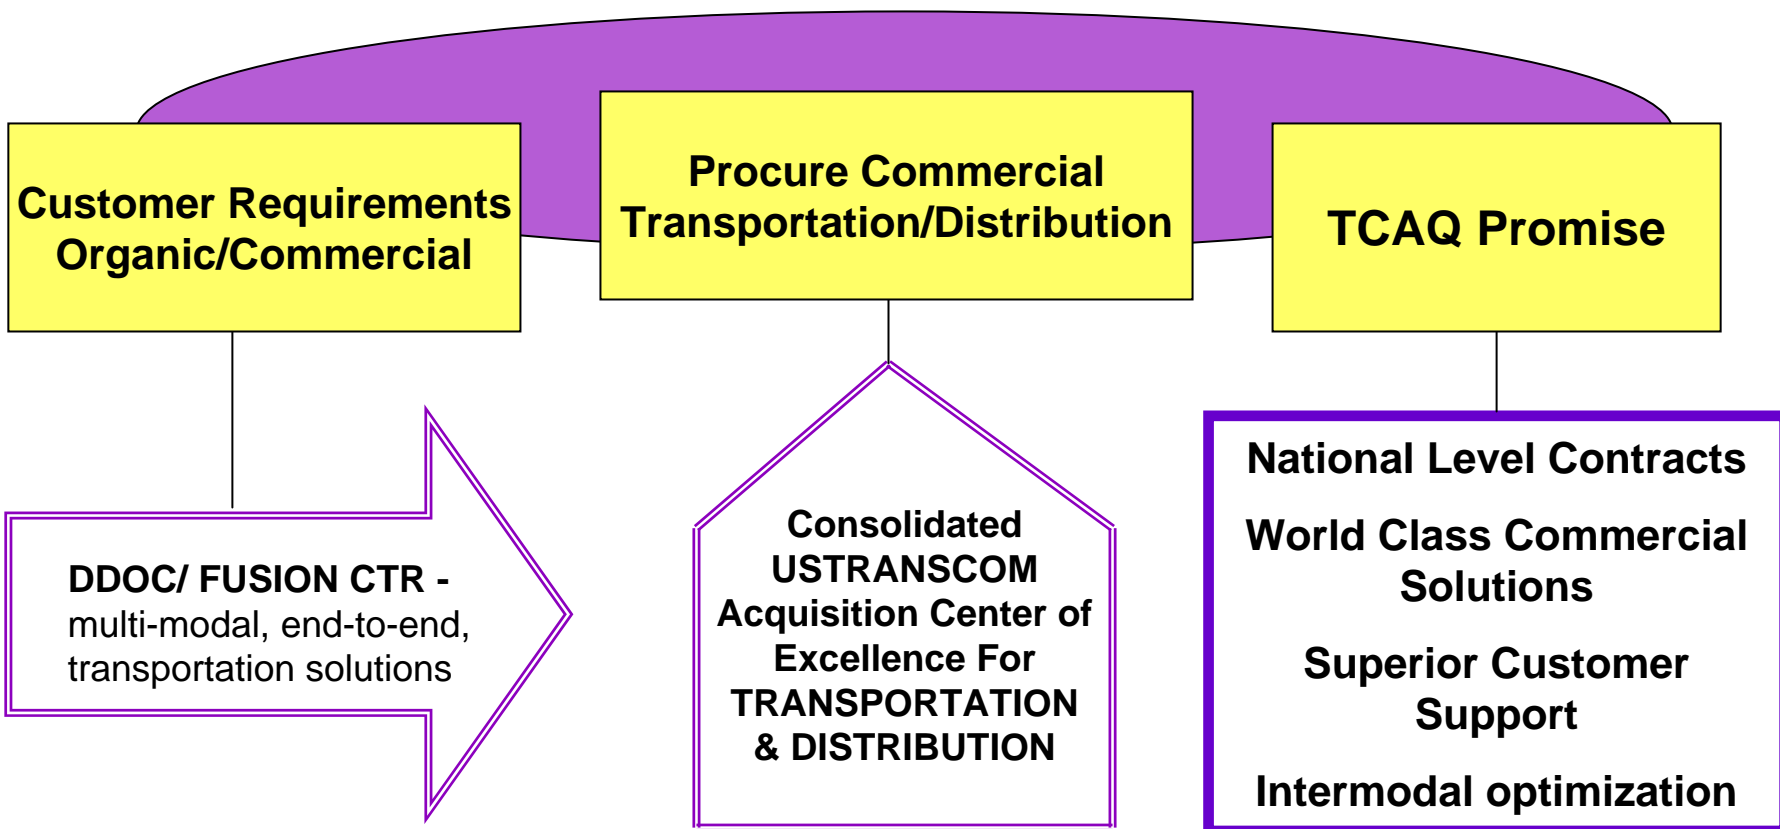 Customer Requirements
Organic/Commercial
Procure Commercial
Transportation/Distribution
TCAQ Promise
DDOC/ FUSION CTR -
multi-modal, end-to-end,
transportation solutions
Consolidated
USTRANSCOM
Acquisition Center of
Excellence For
TRANSPORTATION
& DISTRIBUTION
National Level Contracts
World Class Commercial
Solutions
Superior Customer
Support
Intermodal optimization